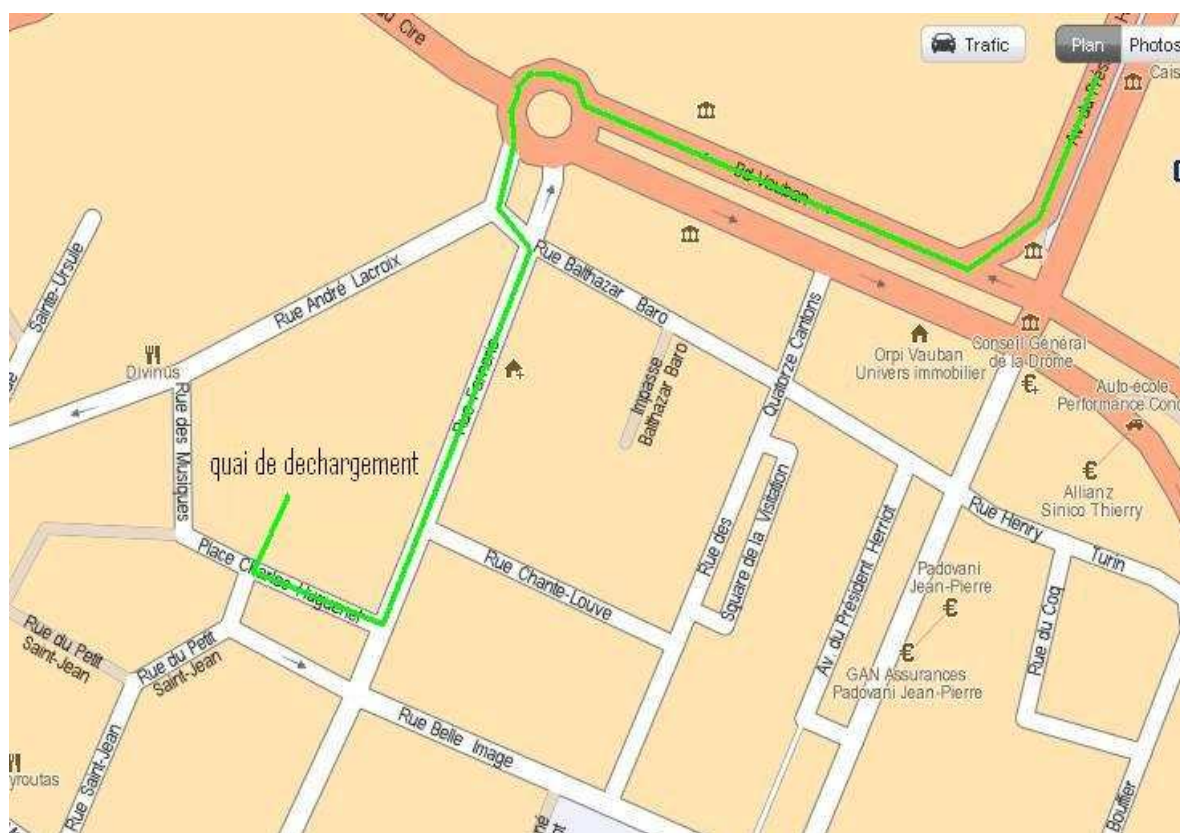 du Cire
Trafic
Plan
Photos
Av. du Prés
Bd Vauban
Sainte-Ursule
Rue André Lacroix
Rue Balthazar Baro
Divinus
Rue Farnerie
Impasse
Balthazar Baro
Quatorze Cantons
Orpi Vauban
Univers immobilier
Conseil Général
de la Drôme
Auto-école
Performance Cond
Rue des Musiques
quai de dechargement
Allianz
Sinico Thierry
Rue Henry
Turin
Place Charles Huguenel
Rue Chante-Louve
Rue des
Square de la Visitation
Av. du Président Herriot
Padovani
Jean-Pierre
Rue du Coq
Rue du Petit
Saint-Jean
Rue du Petit
Saint-Jean
GAN Assurances
Padovani Jean-Pierre
Rue Belle Image
Rue Saint-Jean
yroutas
Bouffier